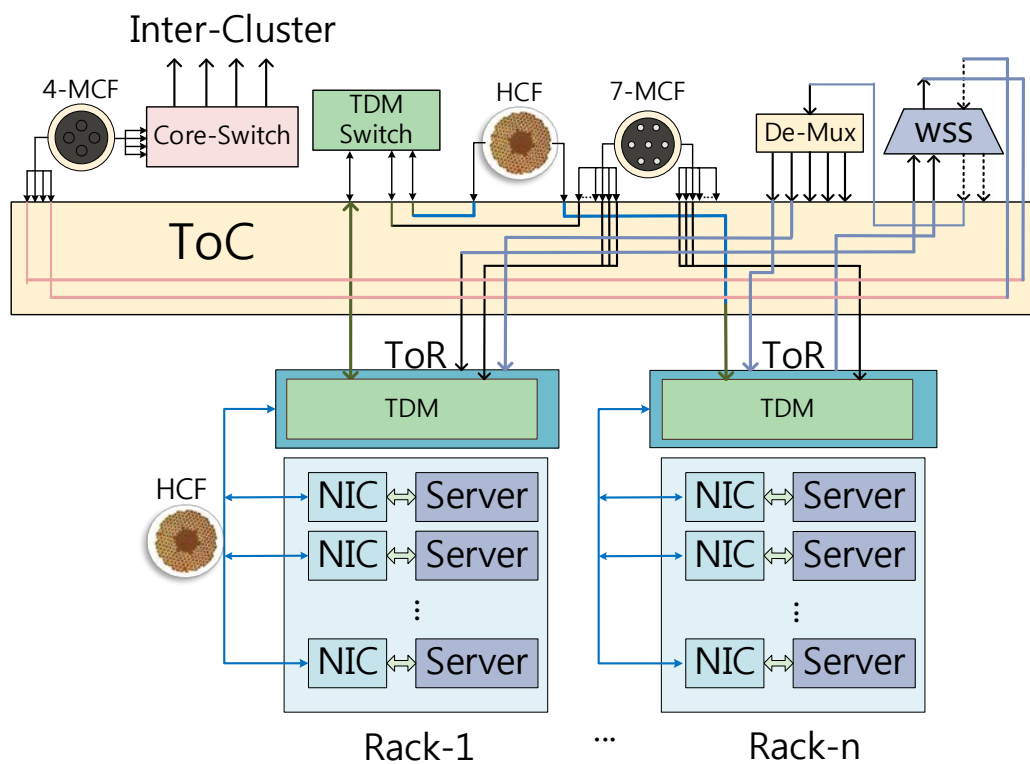 Inter-Cluster
4-MCF
Core-Switch
TDM
Switch
HCF
7-MCF
De-Mux
WSS
ToC
ToR
ToR
TDM
TDM
HCF
NIC
Server
NIC
Server
NIC
Server
NIC
Server
...
...
NIC
Server
NIC
Server
Rack-1
...
Rack-n